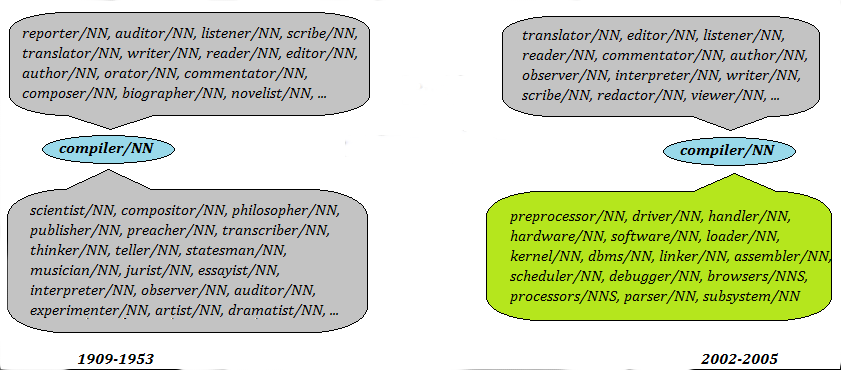 reporter/NN, auditor/NN, listener/NN, scribe/NN,
translator/NN, writer/NN, reader/NN, editor/NN,
author/NN, orator/NN, commentator/NN,
composer/NN, biographer/NN, novelist/NN, ...
compiler/NN
scientist/NN, compositor/NN, philosopher/NN,
publisher/NN, preacher/NN, transcriber/NN,
thinker/NN, teller/NN, statesman/NN,
musician/NN, jurist/NN, essayist/NN,
interpreter/NN, observer/NN, auditor/NN,
experimenter/NN, artist/NN, dramatist/NN, ...
1909-1953
translator/NN, editor/NN, listener/NN,
reader/NN, commentator/NN, author/NN,
observer/NN, interpreter/NN, writer/NN,
scribe/NN, redactor/NN, viewer/NN, ...
compiler/NN
preprocessor/NN, driver/NN, handler/NN,
hardware/NN, software/NN, loader/NN,
kernel/NN, dbms/NN, linker/NN, assembler/NN,
scheduler/NN, debugger/NN, browsers/NNS,
processors/NNS, parser/NN, subsystem/NN
2002-2005